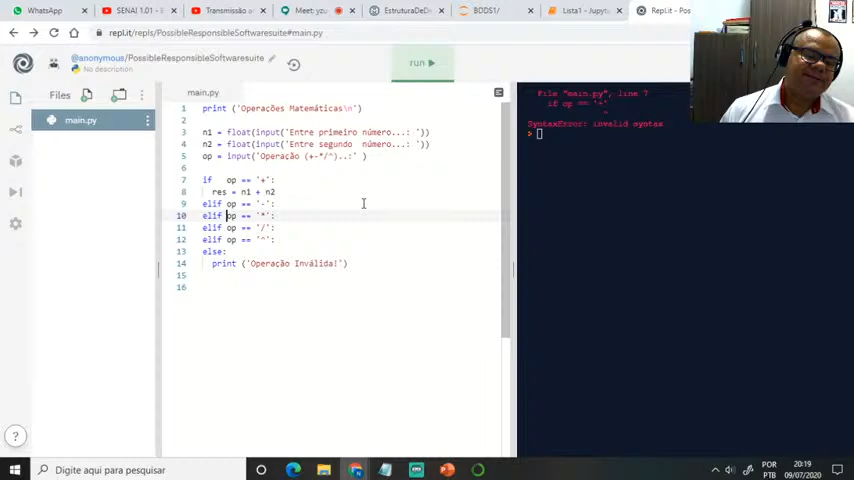 WhatsApp
SENAI 1.01 -
Transmissão a
Meet: yzu
EstruturaDeD
BDDS1/
Lista1 - Jupyt
Repl.it - Pos
repl.it/repls/PossibleResponsibleSoftwaresuite#main.py
@anonymous/PossibleResponsibleSoftwaresuite
No description
run
Files
main.py
main.py
1 print ('Operações Matemáticas\n')
2
3 n1 = float(input('Entre primeiro número...: '))
4 n2 = float(input('Entre segundo  número...: '))
5 op = input('Operação (+-*/^)..:' )
6
7 if   op == '+':
8   res = n1 + n2
9 elif op == '-':
10 elif op == '*':
11 elif op == '/':
12 elif op == '^':
13 else:
14   print ('Operação Inválida!')
15
16
File "main.py", line 7
if op == '+'
^
SyntaxError: invalid syntax
>
?
Digite aqui para pesquisar
POR
PTB
20:19
09/07/2020